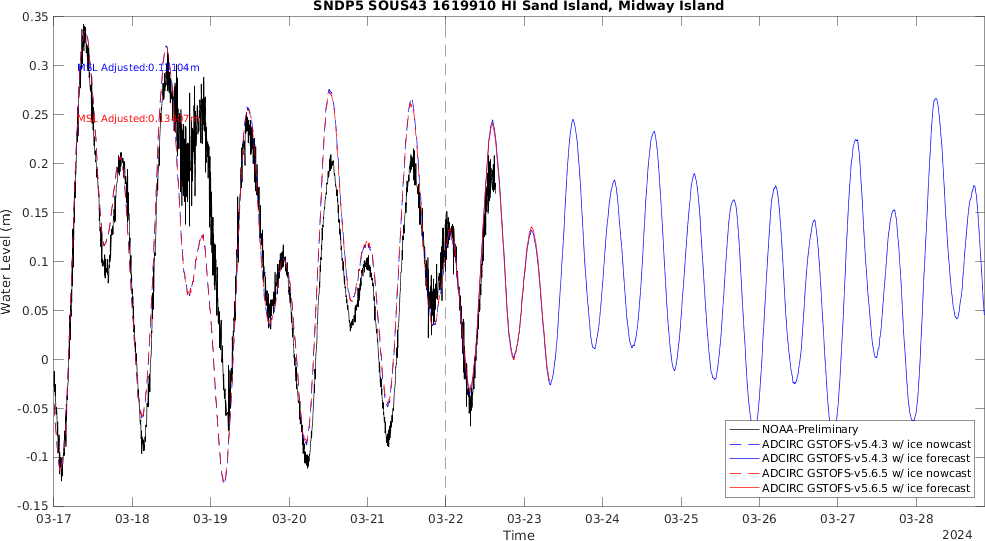 SNDP5 SOUS43 1619910 HI Sand Island, Midway Island
0.35
0.3
0.25
0.2
0.15
0.1
0.05
0
-0.05
-0.1
-0.15
Water Level (m)
MSL
MSL
03-17 03-18 03-19 03-20 03-21 03-22 03-23 03-24 03-25 03-26 03-27 03-28
Time
2024
NOAA-Preliminary
ADCIRC GSTOFS-v5.4.3 w/ ice nowcast
ADCIRC GSTOFS-v5.4.3 w/ ice forecast
ADCIRC GSTOFS-v5.6.5 w/ ice nowcast
ADCIRC GSTOFS-v5.6.5 w/ ice forecast